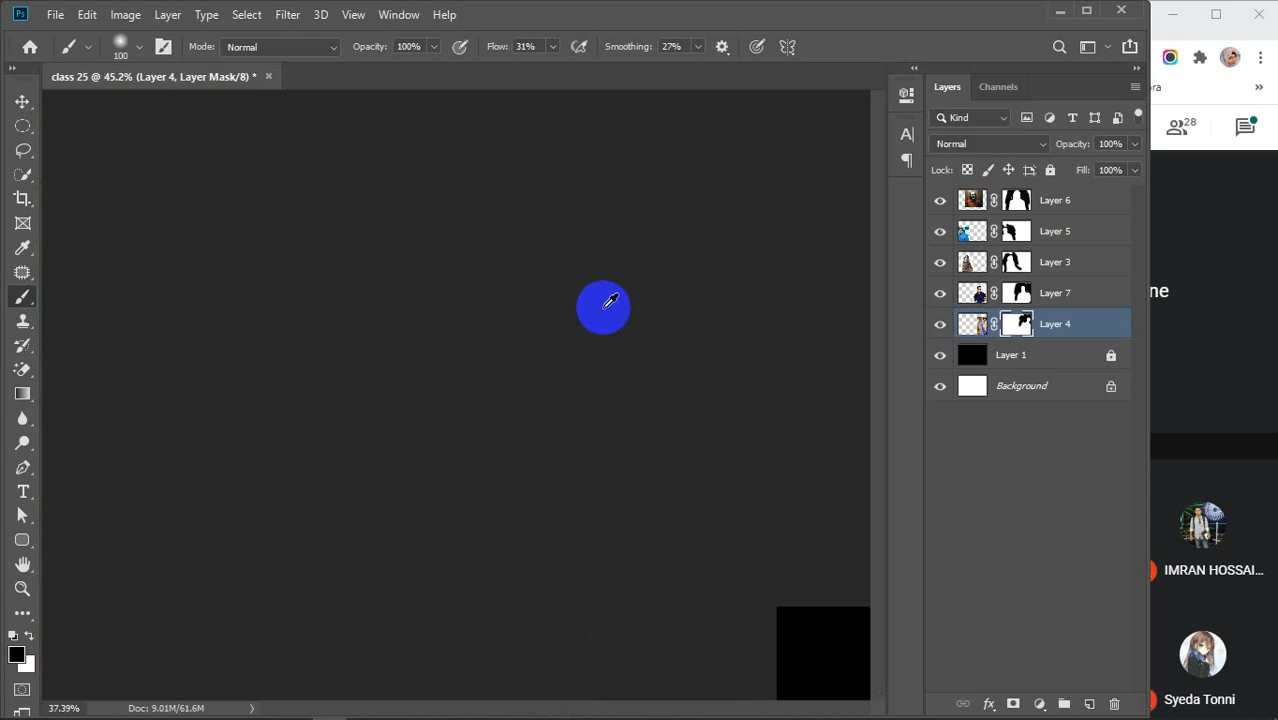 Ps File Edit Image Layer Type Select Filter 3D View Window Help
100 Mode: Normal Opacity: 100% Flow: 31% Smoothing: 27%
class 25 @ 45.2% (Layer 4, Layer Mask/8) *
Layers Channels
Kind
Normal Opacity: 100%
Lock: Fill: 100%
Layer 6
Layer 5
Layer 3
Layer 7
Layer 4
Layer 1
Background
37.39% Doc: 9.01M/61.6M
ora
28
ne
IMRAN HOSSAI...
Syeda Tonni